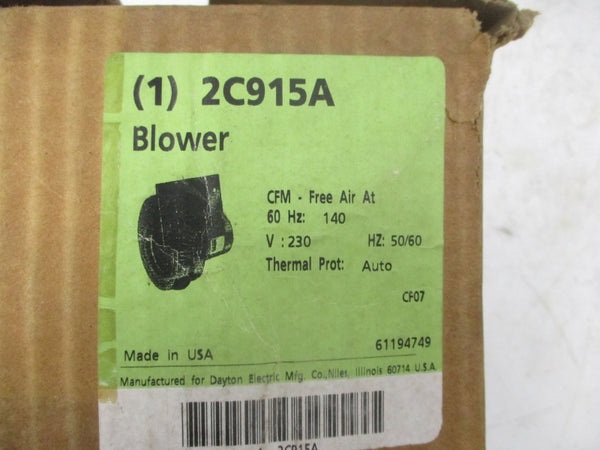 (1) 2C915A
Blower
CFM - Free Air At
60 Hz: 140
V : 230 HZ: 50/60
Thermal Prot: Auto
CF07
61194749
Made in USA
Manufactured for Dayton Electric Mfg. Co.,Niles, Illinois 60714 U.S.A.
1 2C915A